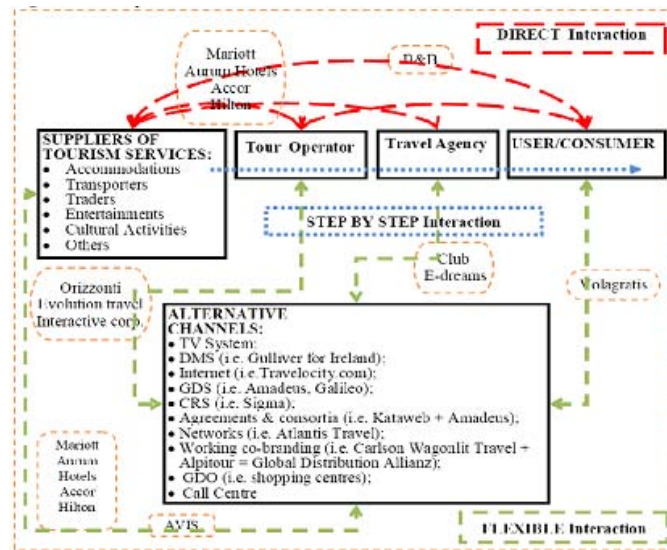 DIRECT Interaction
Mariott
Aurum Hotels
Accor
Hilton
SUPPLIERS OF
TOURISM SERVICES:
• Accommodations
• Transporters
• Traders
• Entertainments
• Cultural Activities
• Others
Tour Operator
Travel Agency
USER/CONSUMER
STEP BY STEP Interaction
Club
E-dreams
Orizzonti
Evolution travel
Interactive corp.
Volagratis
ALTERNATIVE
CHANNELS:
• TV System;
• DMS (i.e. Gulliver for Ireland);
• Internet (i.e.Travelocity.com);
• GDS (i.e. Amadeus, Galileo);
• CRS (i.e. Sigma);
• Agreements & consortia (i.e. Kataweb + Amadeus);
• Networks (i.e. Atlantis Travel);
• Working co-branding (i.e. Carlson Wagonlit Travel +
Alpitour = Global Distribution Allianz);
• GDO (i.e. shopping centres);
• Call Centre
Mariott
Aurum
Hotels
Accor
Hilton
AVIS
FLEXIBLE Interaction